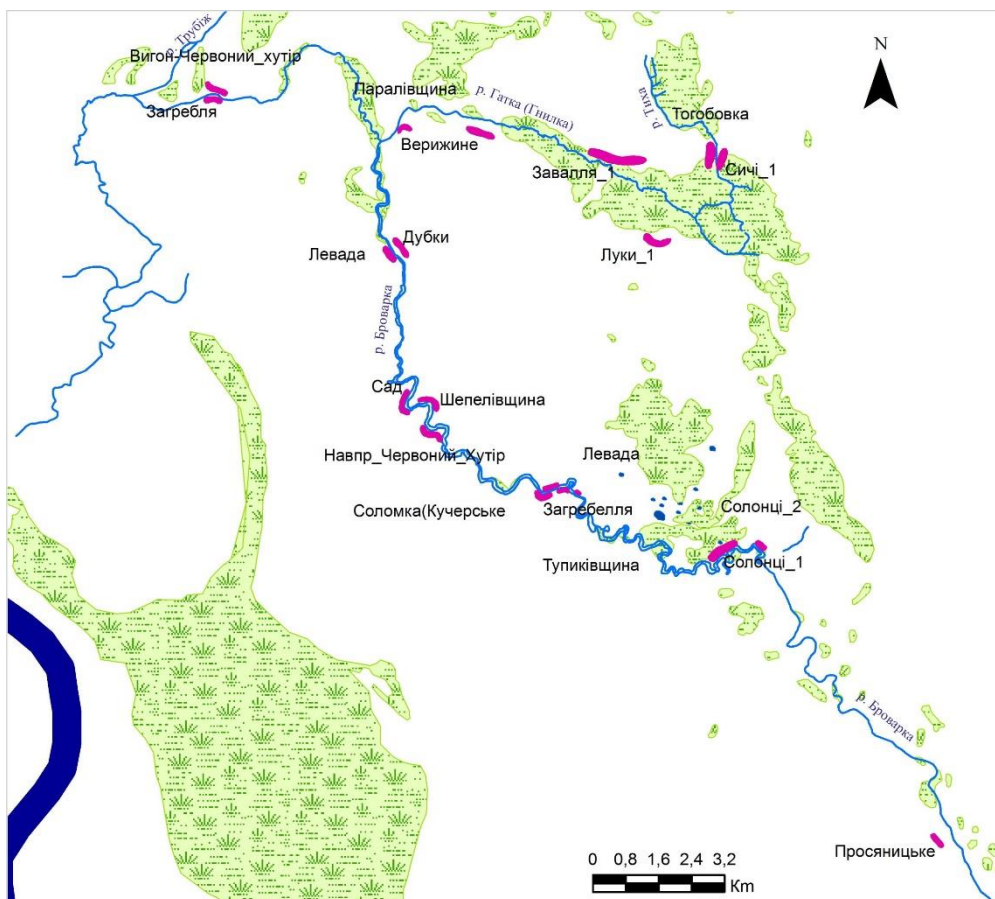 р. Трубіж
Вигон-Червоний_хутір
Загребля
Паралівщина
р. Гатка (Гнилка)
р. Тиха
N
Тогобовка
Верижине
Завалля_1
Сичі_1
Дубки
Левада
Луки_1
р. Броварка
Сад
Шепелівщина
Навпр_Червоний_Хутір
Левада
Соломка(Кучерське
Загребелля
Солонці_2
Тупиківщина
Солонці_1
р. Броварка
Просяницьке
0 0,8 1,6 2,4 3,2
Km